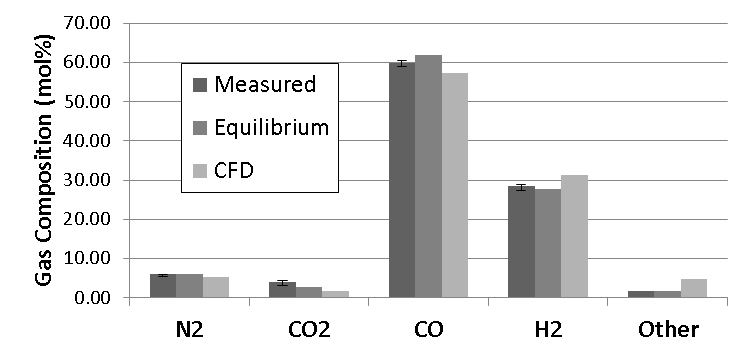 Gas Composition (mol%)
70.00
60.00
50.00
40.00
30.00
20.00
10.00
0.00
Measured
Equilibrium
CFD
N2 CO2 CO H2 Other